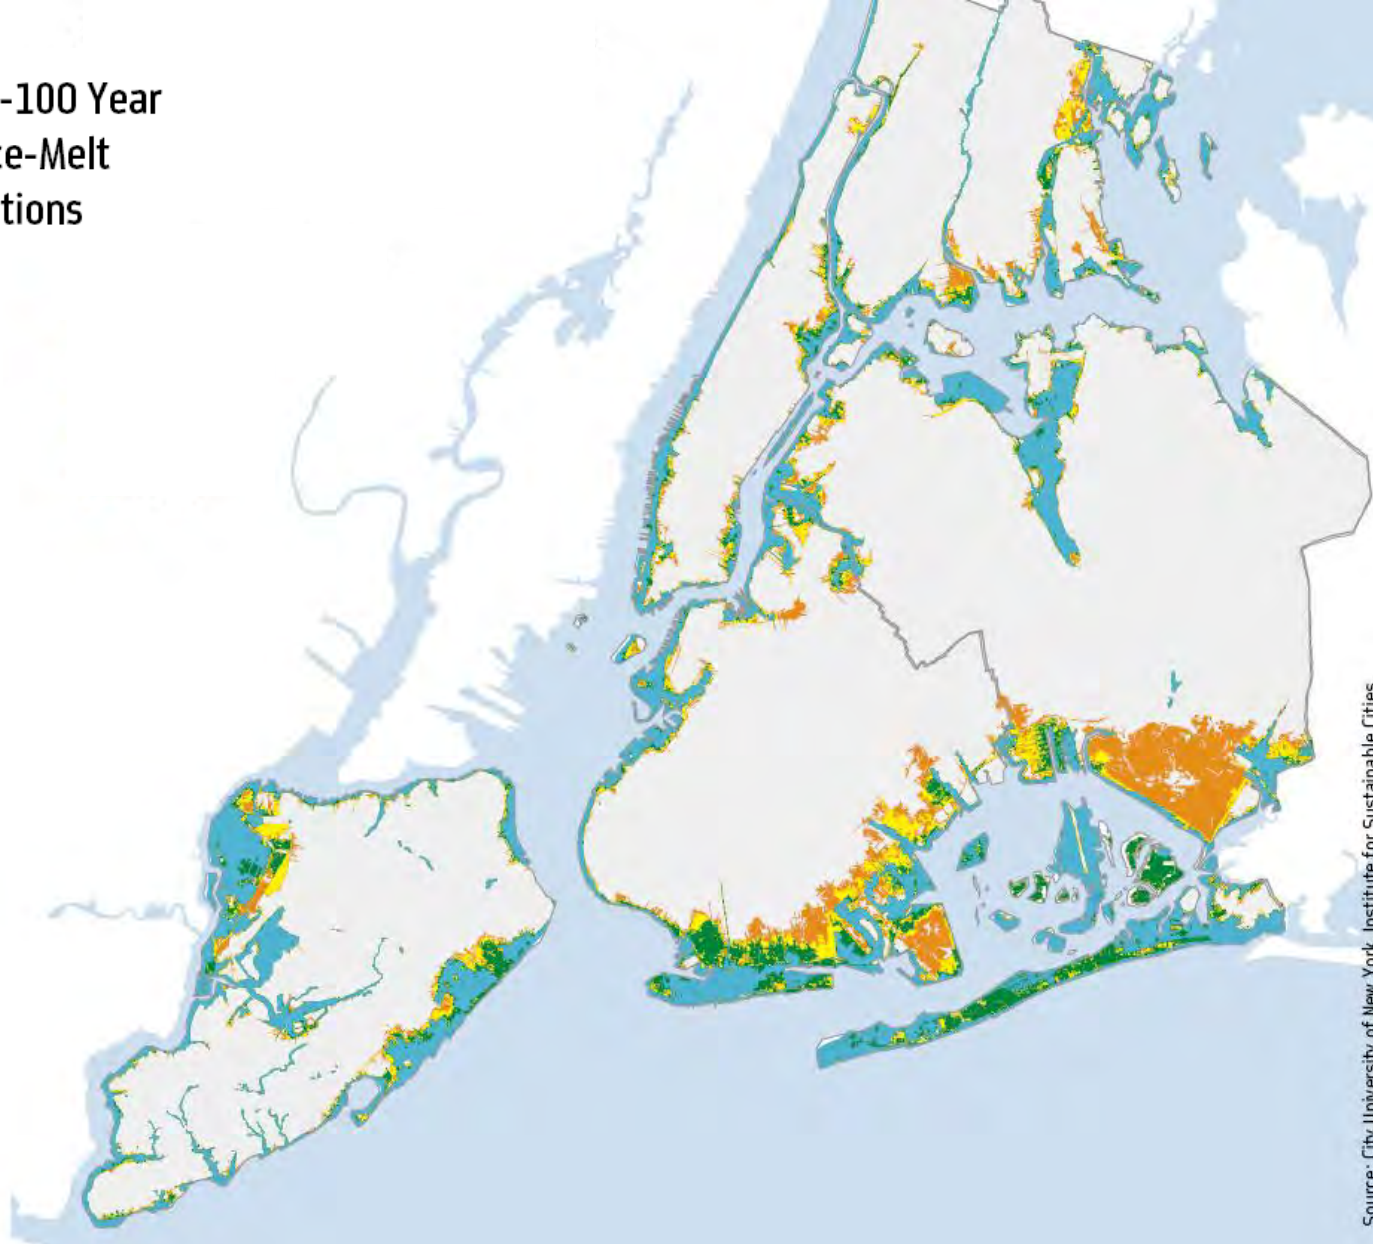 -100 Year
ce-Melt
tions
Source: City University of New York, Institute for Sustainable Cities